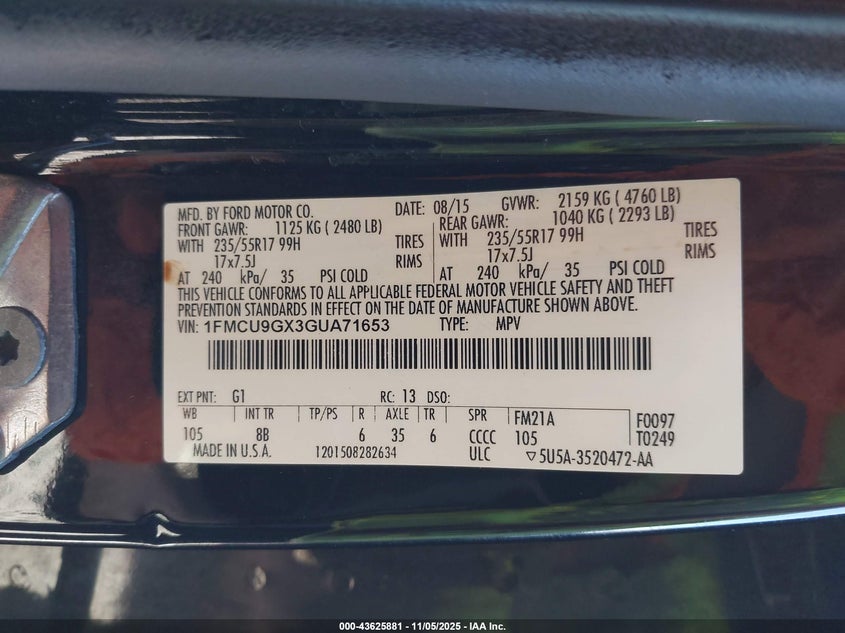 MFD. BY FORD MOTOR CO. DATE: 08/15 GVWR: 2159 KG ( 4760 LB)
FRONT GAWR: 1125 KG ( 2480 LB) REAR GAWR: 1040 KG ( 2293 LB)
WITH 235/55R17 99H TIRES WITH 235/55R17 99H TIRES
17x7.5J RIMS 17x7.5J RIMS
AT 240 kPa/ 35 PSI COLD AT 240 kPa/ 35 PSI COLD
THIS VEHICLE CONFORMS TO ALL APPLICABLE FEDERAL MOTOR VEHICLE SAFETY AND THEFT
PREVENTION STANDARDS IN EFFECT ON THE DATE OF MANUFACTURE SHOWN ABOVE.
VIN: 1FMCU9GX3GUA71653 TYPE: MPV
EXT PNT: G1 RC: 13 DSO:
WB INT TR TP/PS R AXLE TR SPR FM21A F0097
105 8B 6 35 6 CCCC 105 T0249
MADE IN U.S.A. 1201508282634 ULC ▽5U5A-3520472-AA
000-43625881 - 11/05/2025 - IAA Inc.